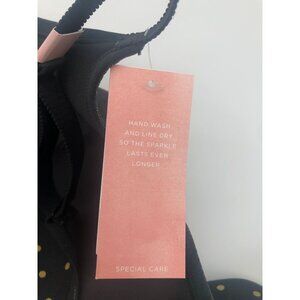 HAND WASH
AND LINE DRY
SO THE SPARKLE
LASTS EVEN
LONGER.
SPECIAL CARE